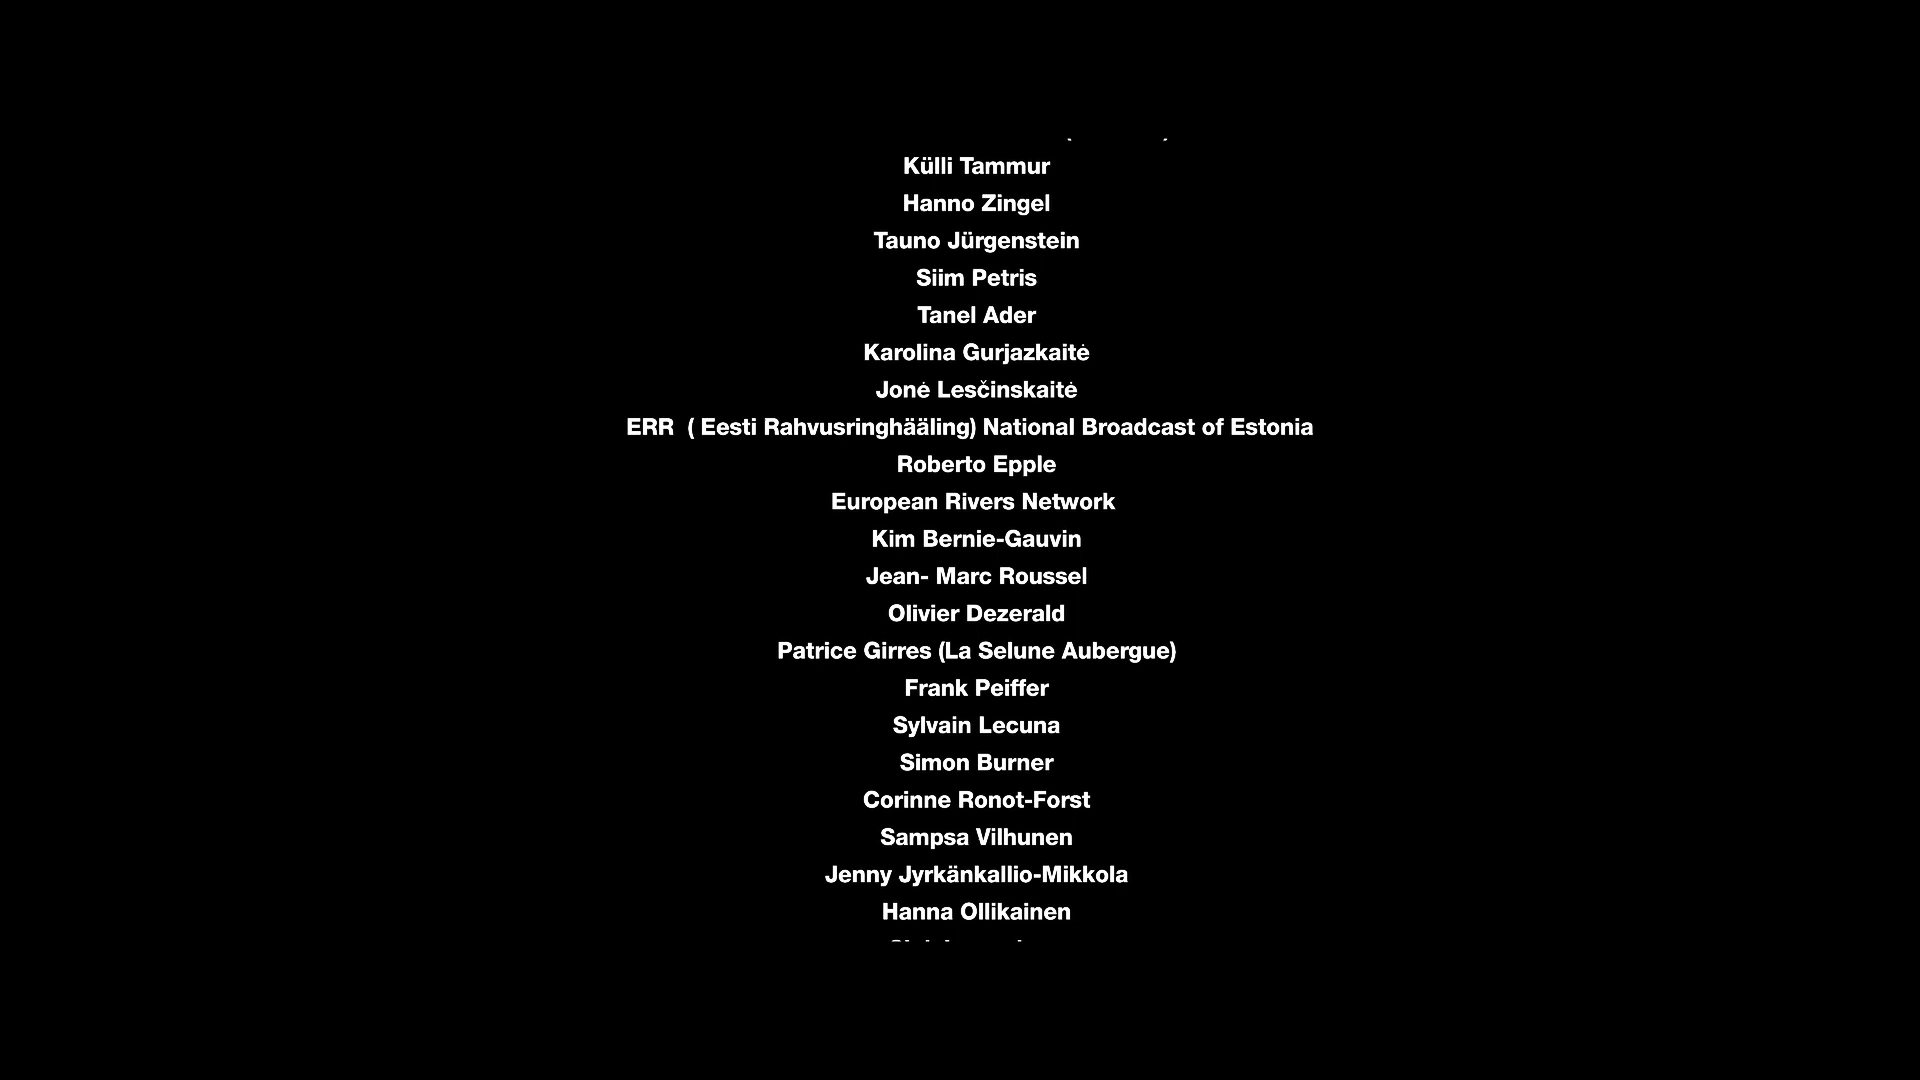 Külli Tammur
Hanno Zingel
Tauno Jürgenstein
Siim Petris
Tanel Ader
Karolina Gurjazkaitė
Jonė Lesčinskaitė
ERR  ( Eesti Rahvusringhääling) National Broadcast of Estonia
Roberto Epple
European Rivers Network
Kim Bernie-Gauvin
Jean- Marc Roussel
Olivier Dezerald
Patrice Girres (La Selune Aubergue)
Frank Peiffer
Sylvain Lecuna
Simon Burner
Corinne Ronot-Forst
Sampsa Vilhunen
Jenny Jyrkänkallio-Mikkola
Hanna Ollikainen